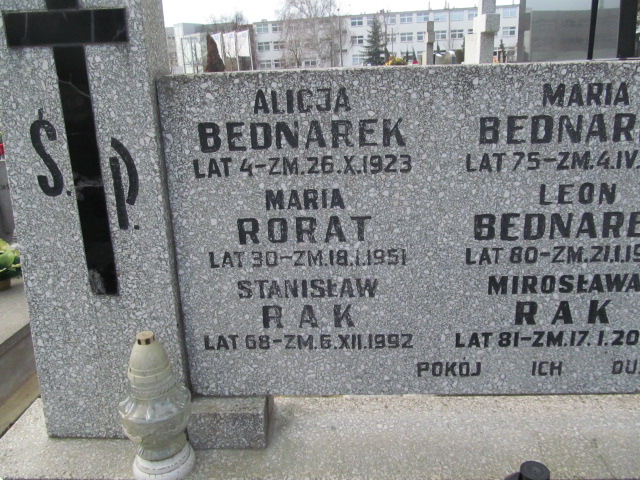 Ś.P.
ALICJA
BEDNAREK
LAT 4-ZM.26.X.1923
MARIA
RORAT
LAT 30-ZM.18.I.1951
STANISŁAW
RAK
LAT 68-ZM.6.XII.1992
MARIA
LAT 75-ZM.4.IV.
LEON
LAT 80-ZM.21.I.
MIROSŁAWA
RAK
LAT 81-ZM.17.I.20
POKÓJ ICH